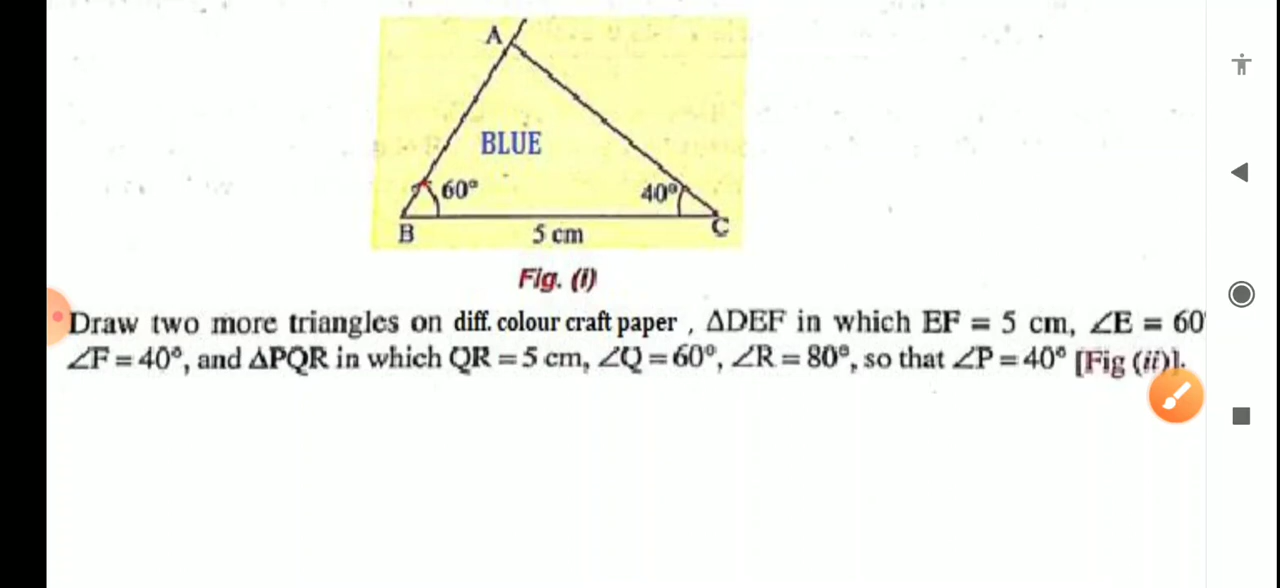 A
BLUE
60° 40°
B 5 cm C
Fig. (i)
Draw two more triangles on diff. colour craft paper , ΔDEF in which EF = 5 cm, ∠E = 60
∠F = 40°, and ΔPQR in which QR = 5 cm, ∠Q = 60°, ∠R = 80°, so that ∠P = 40° [Fig (ii)].